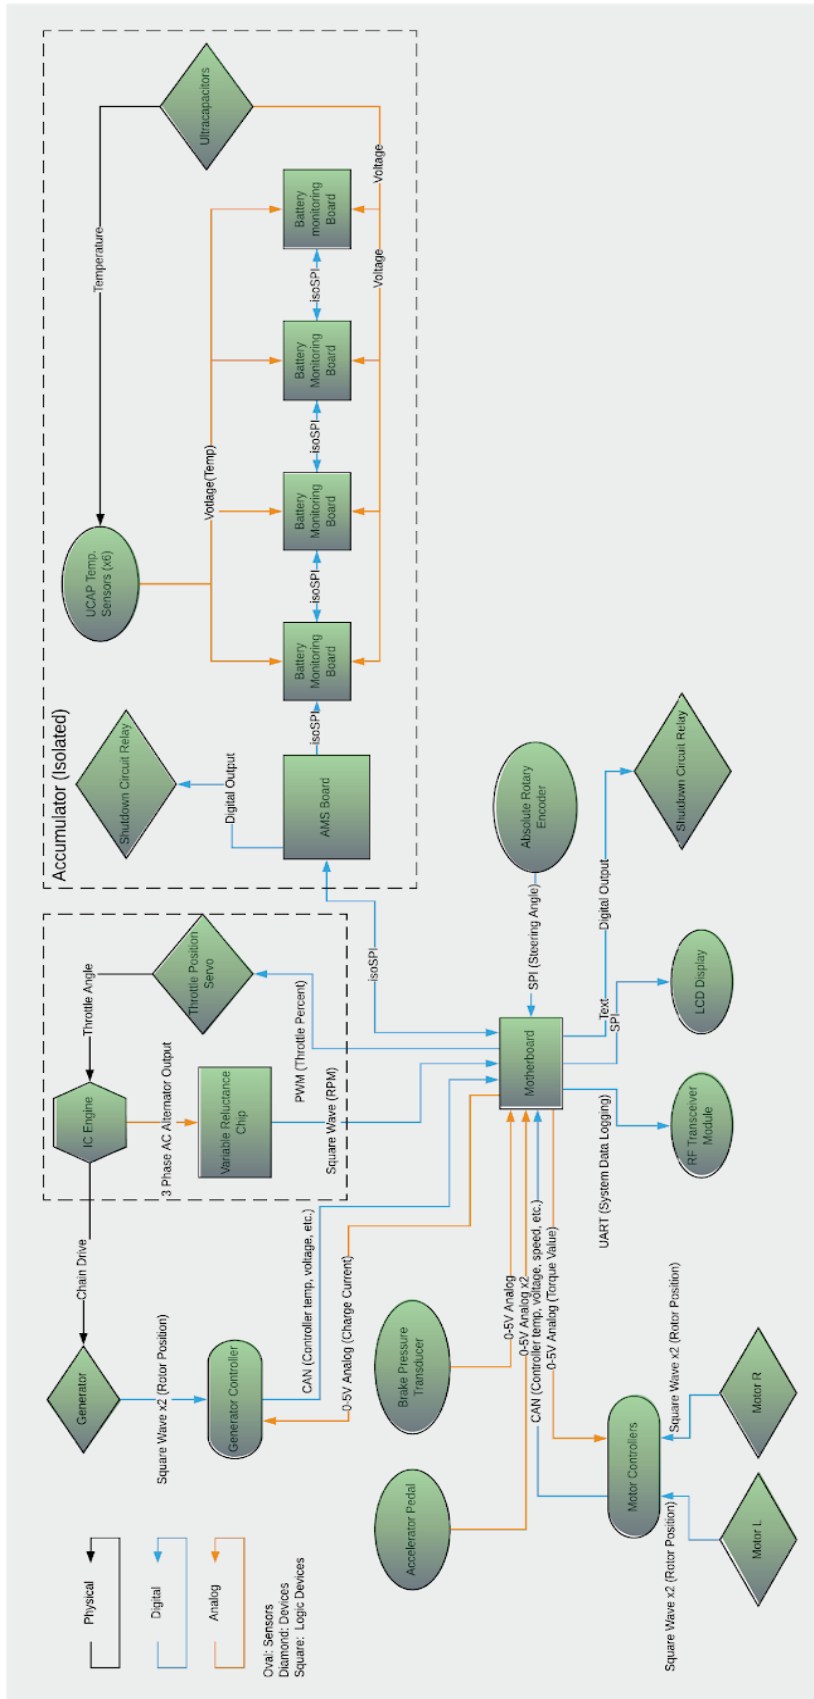 Physical
Digital
Analog
Oval: Sensors
Diamond: Devices
Square:  Logic Devices
Generator
Chain Drive
IC Engine
Throttle Angle
Throttle Position
Servo
3 Phase AC Alternator Output
Variable Reluctance
Chip
Square Wave x2 (Rotor Position)
Generator Controller
CAN (Controller temp, voltage, etc.)
0-5V Analog (Charge Current)
Square Wave (RPM)
PWM (Throttle Percent)
isoSPI
Accumulator (Isolated)
Shutdown Circuit Relay
Digital Output
AMS Board
isoSPI
Battery
Monitoring
Board
isoSPI
Battery
Monitoring
Board
isoSPI
Battery
Monitoring
Board
isoSPI
Battery
monitoring
Board
UCAP Temp.
Sensors (x6)
Temperature
Ultracapacitors
Votlage(Temp)
Voltage
Voltage
Accelerator Pedal
Brake Pressure
Transducer
0-5V Analog
0-5V Analog x2
CAN (Controller temp, voltage, speed, etc.)
0-5V Analog (Torque Value)
Motherboard
SPI (Steering Angle)
Absolute Rotary
Encoder
Text
Digital Output
SPI
Shutdown Circuit Relay
LCD Display
UART (System Data Logging)
RF Transceiver
Module
Motor Controllers
Square Wave x2 (Rotor Position)
Square Wave x2 (Rotor Position)
Motor L
Motor R